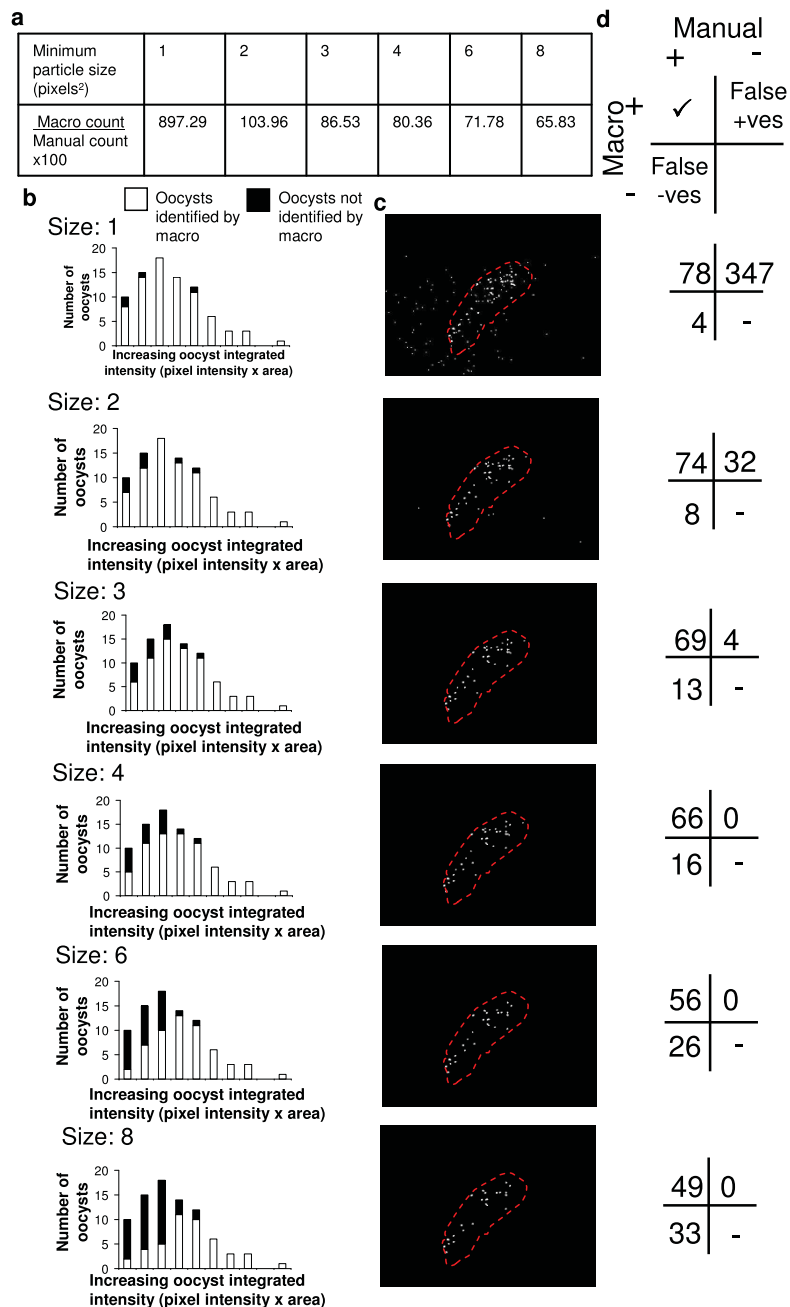 a
Minimum particle size (pixels²) 1 2 3 4 6 8
Macro count
Manual count x100 897.29 103.96 86.53 80.36 71.78 65.83
d
Manual
+ -
Macro
+ ✓ False +ves
- False -ves
b
Oocysts identified by macro
Oocysts not identified by macro
c
Size: 1
Number of oocysts
20
15
10
5
0
Increasing oocyst integrated
intensity (pixel intensity x area)
78 347
4 -
Size: 2
Number of oocysts
20
15
10
5
0
Increasing oocyst integrated
intensity (pixel intensity x area)
74 32
8 -
Size: 3
Number of oocysts
20
15
10
5
0
Increasing oocyst integrated
intensity (pixel intensity x area)
69 4
13 -
Size: 4
Number of oocysts
20
15
10
5
0
Increasing oocyst integrated
intensity (pixel intensity x area)
66 0
16 -
Size: 6
Number of oocysts
20
15
10
5
0
Increasing oocyst integrated
intensity (pixel intensity x area)
56 0
26 -
Size: 8
Number of oocysts
20
15
10
5
0
Increasing oocyst integrated
intensity (pixel intensity x area)
49 0
33 -